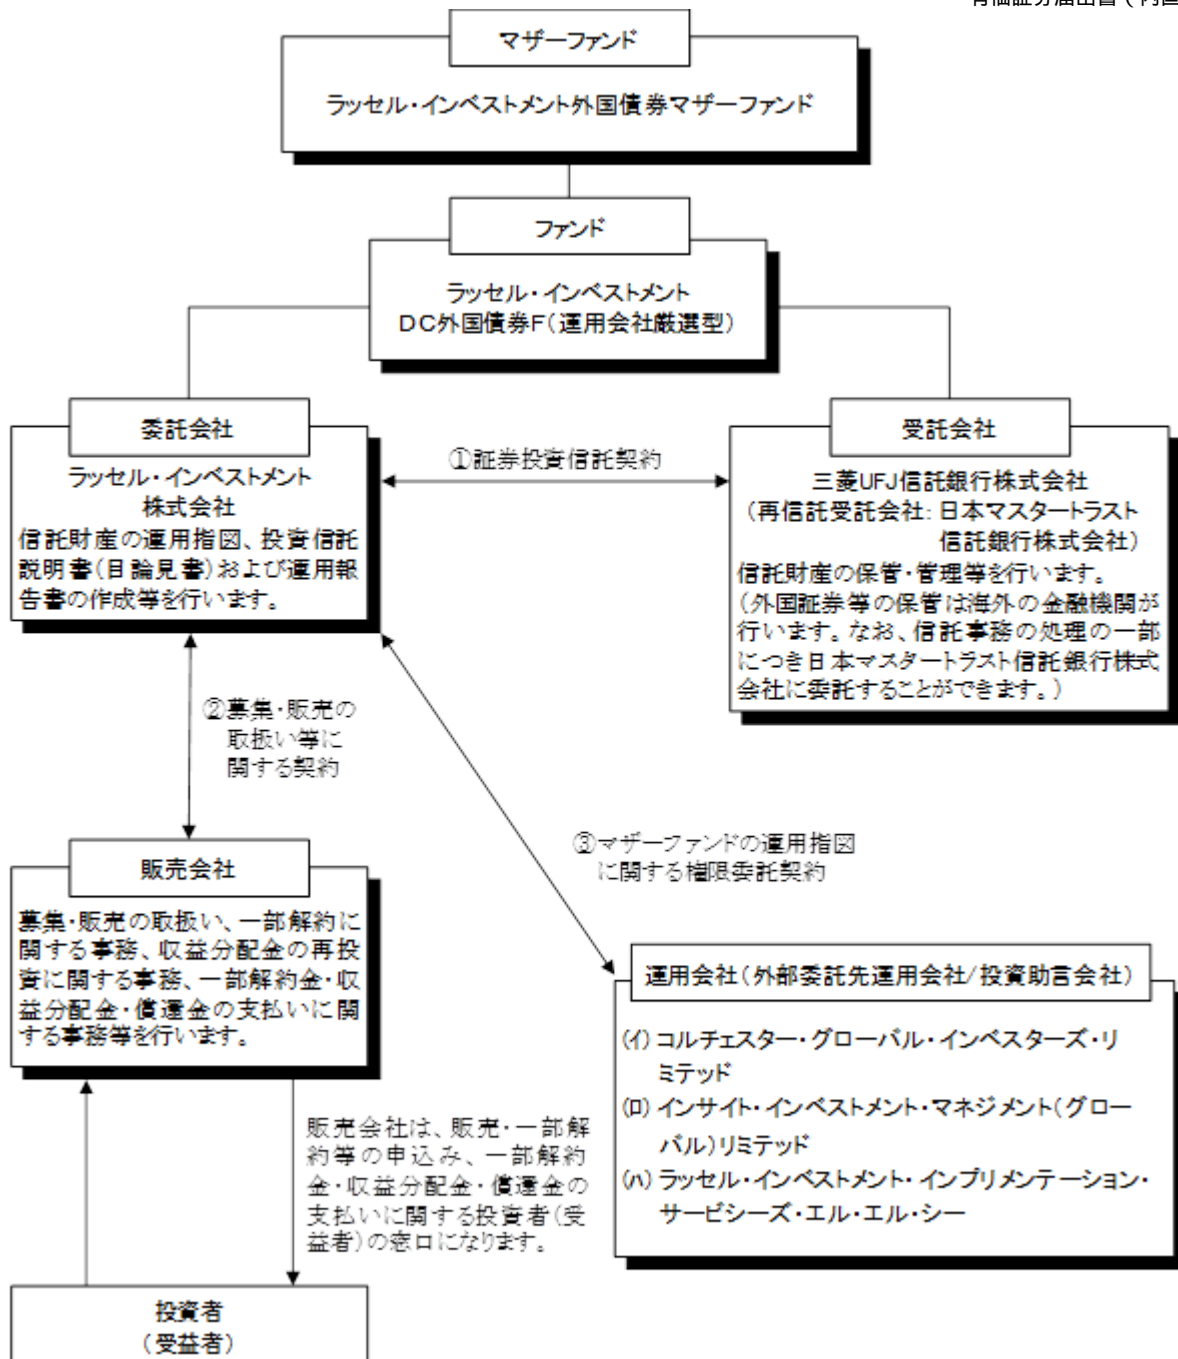 マザーファンド
ラッセル・インベストメント外国債券マザーファンド
ファンド
ラッセル・インベストメント
DC外国債券F(運用会社厳選型)
委託会社
ラッセル・インベストメント
株式会社
信託財産の運用指図、投資信託
説明書(目論見書)および運用報
告書の作成等を行います。
①証券投資信託契約
受託会社
三菱UFJ信託銀行株式会社
(再信託受託会社:日本マスタートラスト
信託銀行株式会社)
信託財産の保管・管理等を行います。
(外国証券等の保管は海外の金融機関が
行います。なお、信託事務の処理の一部
につき日本マスタートラスト信託銀行株式
会社に委託することができます。)
②募集・販売の
取扱い等に
関する契約
③マザーファンドの運用指図
に関する権限委託契約
販売会社
募集・販売の取扱い、一部解約に
関する事務、収益分配金の再投
資に関する事務、一部解約金・収
益分配金・償還金の支払いに関
する事務等を行います。
運用会社(外部委託先運用会社/投資助言会社)
(イ) コルチェスター・グローバル・インベスターズ・リ
ミテッド
(ロ) インサイト・インベストメント・マネジメント(グロー
バル)リミテッド
(ハ) ラッセル・インベストメント・インプリメンテーション・
サービシーズ・エル・エル・シー
販売会社は、販売・一部解
約等の申込み、一部解約
金・収益分配金・償還金の
支払いに関する投資者(受
益者)の窓口になります。
投資者
(受益者)